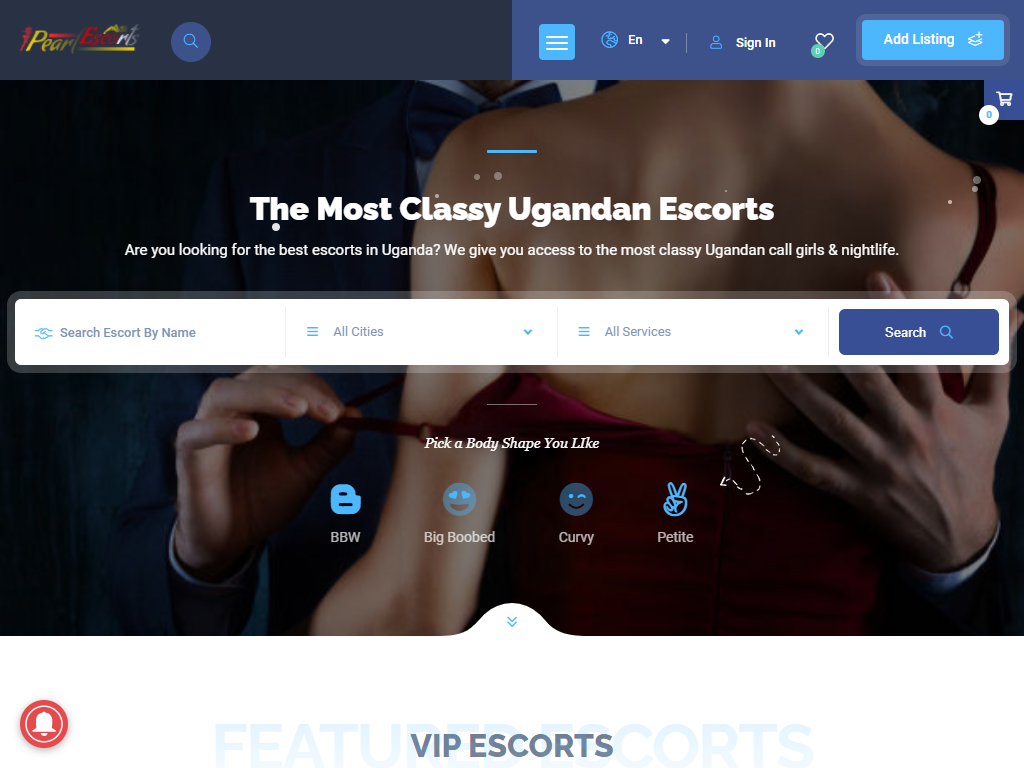 PearlEscorts
En
Sign In
0
Add Listing
0
The Most Classy Ugandan Escorts
Are you looking for the best escorts in Uganda? We give you access to the most classy Ugandan call girls & nightlife.
Search Escort By Name
All Cities
All Services
Search
Pick a Body Shape You LIke
BBW
Big Boobed
Curvy
Petite
FEATURED ESCORTS
VIP ESCORTS